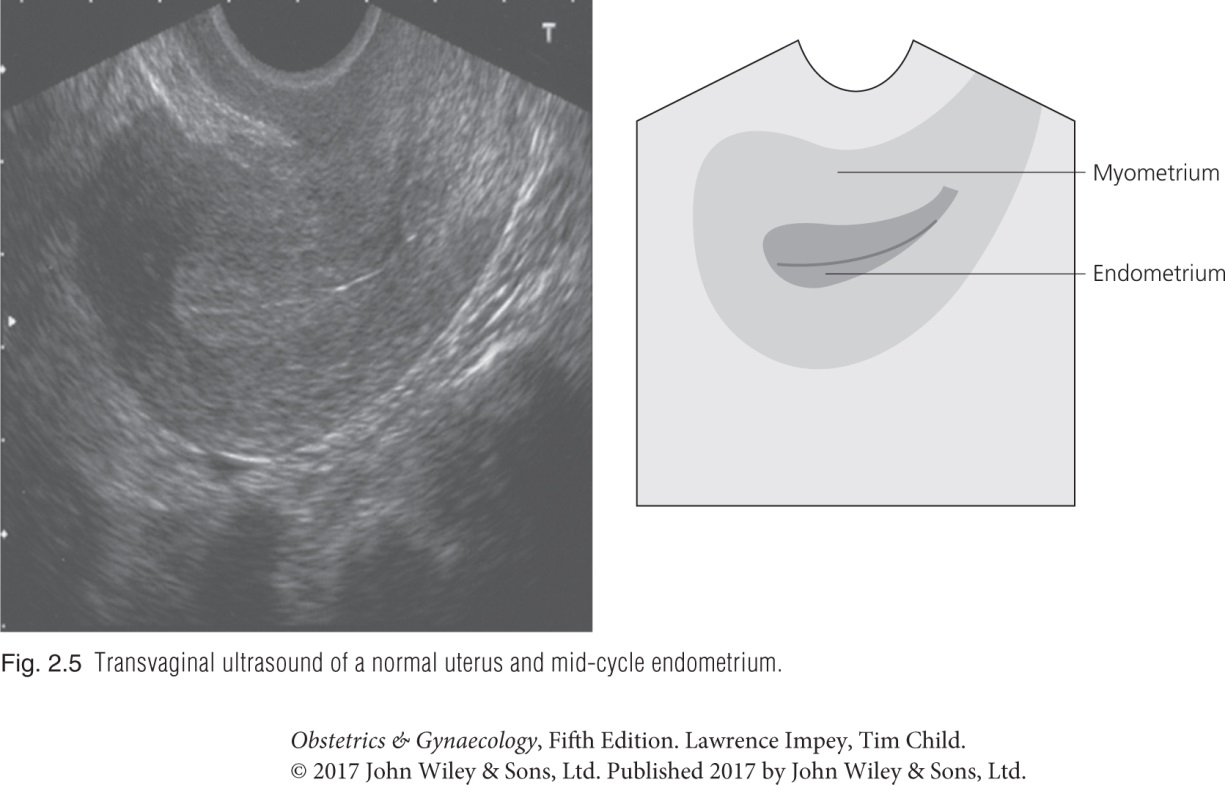 T
Myometrium
Endometrium
Fig. 2.5 Transvaginal ultrasound of a normal uterus and mid-cycle endometrium.
Obstetrics & Gynaecology, Fifth Edition. Lawrence Impey, Tim Child.
© 2017 John Wiley & Sons, Ltd. Published 2017 by John Wiley & Sons, Ltd.